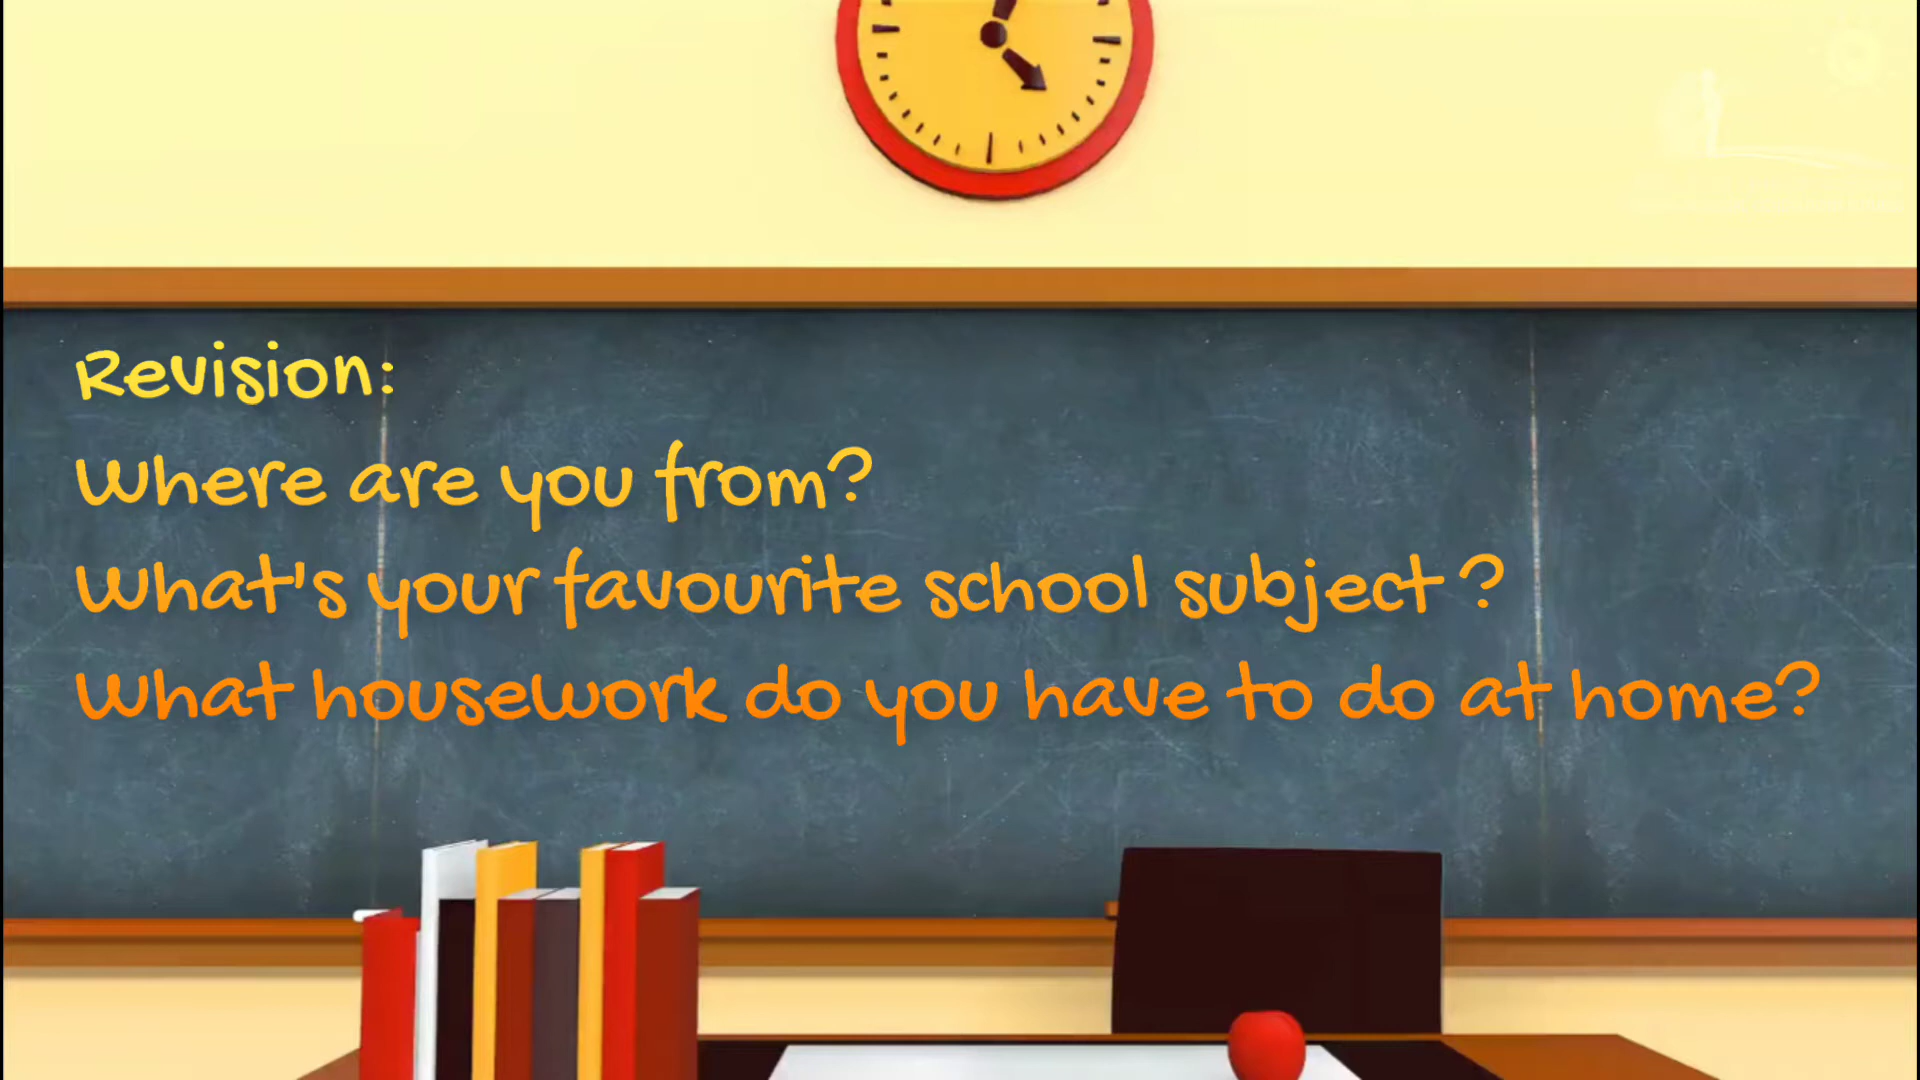 Revision:
Where are you from?
What's your favourite school subject ?
What housework do you have to do at home?